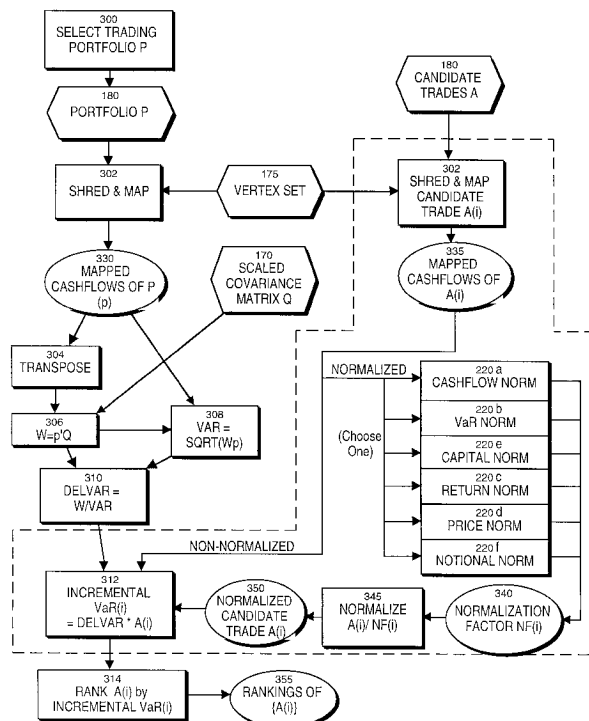 300
SELECT TRADING
PORTFOLIO P
180
PORTFOLIO P
180
CANDIDATE
TRADES A
302
SHRED & MAP
175
VERTEX SET
302
SHRED & MAP
CANDIDATE
TRADE A(i)
330
MAPPED
CASHFLOWS OF P
(p)
170
SCALED
COVARIANCE
MATRIX Q
335
MAPPED
CASHFLOWS OF
A(i)
304
TRANSPOSE
306
W=p'Q
308
VAR =
SQRT(Wp)
310
DELVAR =
W/VAR
NORMALIZED
(Choose
One)
220 a
CASHFLOW NORM
220 b
VaR NORM
220 e
CAPITAL NORM
220 c
RETURN NORM
220 d
PRICE NORM
220 f
NOTIONAL NORM
NON-NORMALIZED
312
INCREMENTAL
VaR(i)
= DELVAR * A(i)
350
NORMALIZED
CANDIDATE
TRADE A(i)
345
NORMALIZE
A(i)/ NF(i)
340
NORMALIZATION
FACTOR NF(i)
314
RANK A(i) by
INCREMENTAL VaR(i)
355
RANKINGS OF
{A(i)}